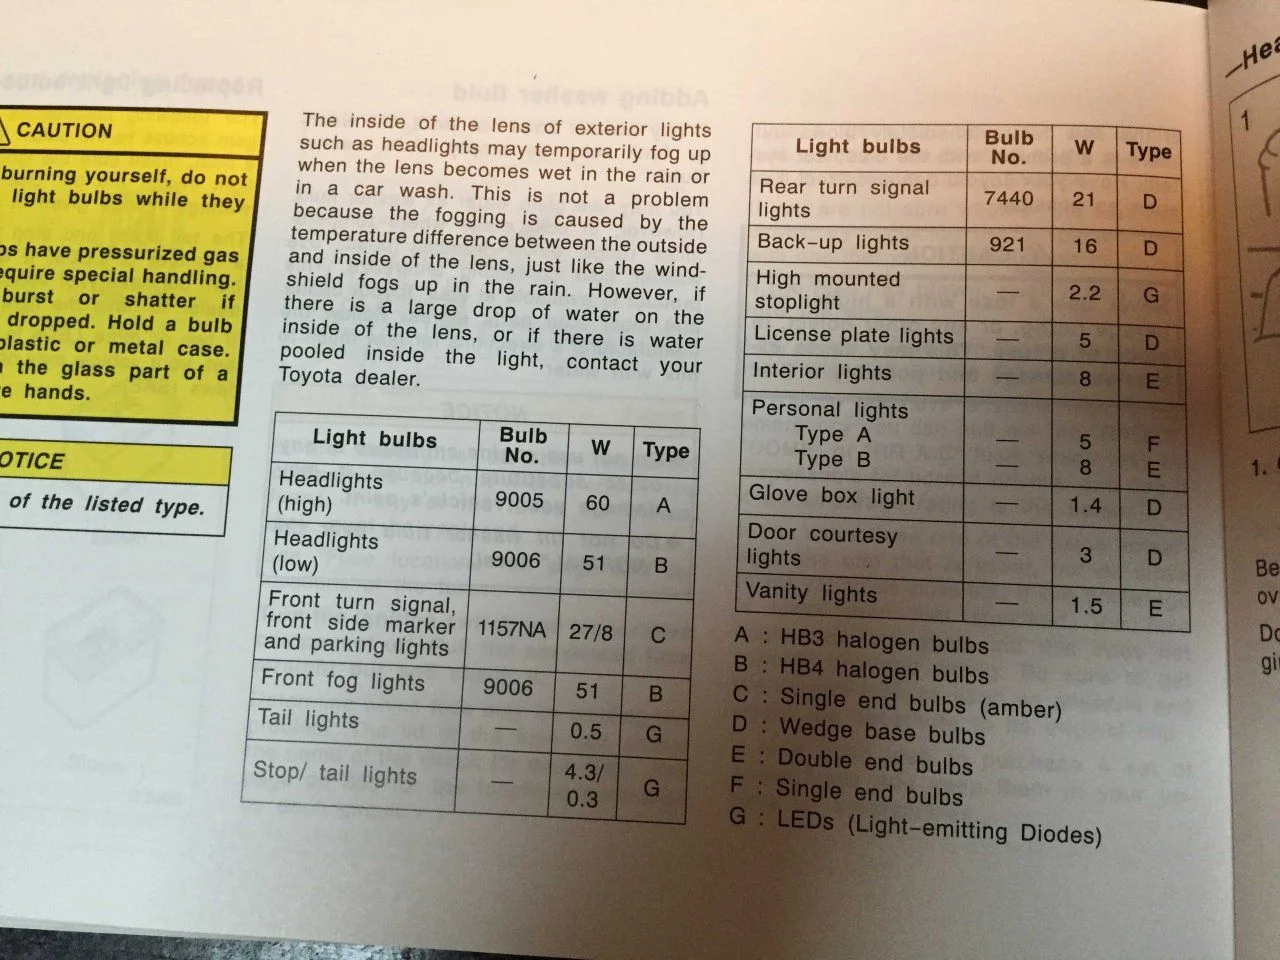 CAUTION
burning yourself, do not
light bulbs while they
have pressurized gas
require special handling.
burst or shatter if
dropped. Hold a bulb
plastic or metal case.
the glass part of a
hands.
NOTICE
of the listed type.
The inside of the lens of exterior lights
such as headlights may temporarily fog up
when the lens becomes wet in the rain or
in a car wash. This is not a problem
because the fogging is caused by the
temperature difference between the outside
and inside of the lens, just like the wind-
shield fogs up in the rain. However, if
there is a large drop of water on the
inside of the lens, or if there is water
pooled inside the light, contact your
Toyota dealer.
Light bulbs Bulb No. W Type
Headlights (high) 9005 60 A
Headlights (low) 9006 51 B
Front turn signal, front side marker and parking lights 1157NA 27/8 C
Front fog lights 9006 51 B
Tail lights — 0.5 G
Stop/ tail lights — 4.3/ 0.3 G
Light bulbs Bulb No. W Type
Rear turn signal lights 7440 21 D
Back-up lights 921 16 D
High mounted stoplight — 2.2 G
License plate lights — 5 D
Interior lights — 8 E
Personal lights
Type A — 5 F
Type B — 8 E
Glove box light — 1.4 D
Door courtesy lights — 3 D
Vanity lights — 1.5 E
A : HB3 halogen bulbs
B : HB4 halogen bulbs
C : Single end bulbs (amber)
D : Wedge base bulbs
E : Double end bulbs
F : Single end bulbs
G : LEDs (Light-emitting Diodes)
1
1.